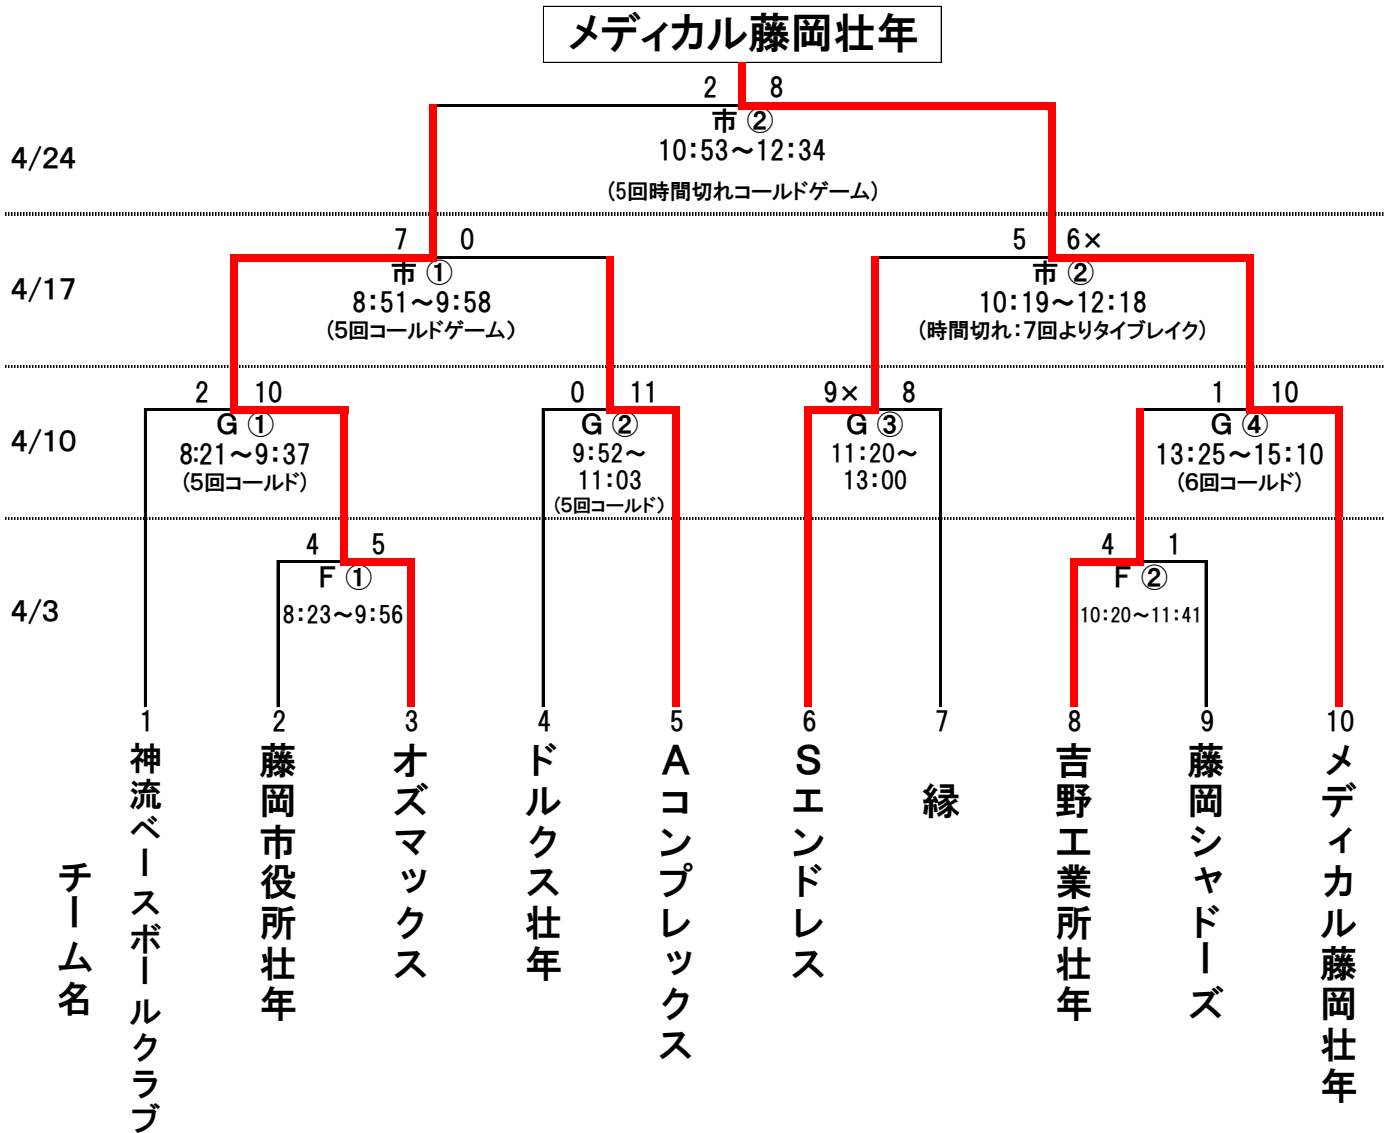 メディカル藤岡壮年
2 8
市 ②
10:53～12:34
4/24
(5回時間切れコールドゲーム)
7 0
5 6×
市 ①
市 ②
4/17
8:51～9:58
10:19～12:18
(5回コールドゲーム)
(時間切れ:7回よりタイブレイク)
2 10
0 11
9× 8
1 10
G ①
G ②
G ③
G ④
4/10
8:21～9:37
9:52～
11:03
11:20～
13:00
13:25～15:10
(5回コールド)
(5回コールド)
(6回コールド)
4 5
4 1
F ①
F ②
4/3
8:23～9:56
10:20～11:41
1
2
3
4
5
6
7
8
9
10
チーム名
神流ベースボールクラブ
藤岡市役所壮年
オズマックス
ドルクス壮年
Aコンプレックス
Sエンドレス
縁
吉野工業所壮年
藤岡シャドーズ
メディカル藤岡壮年